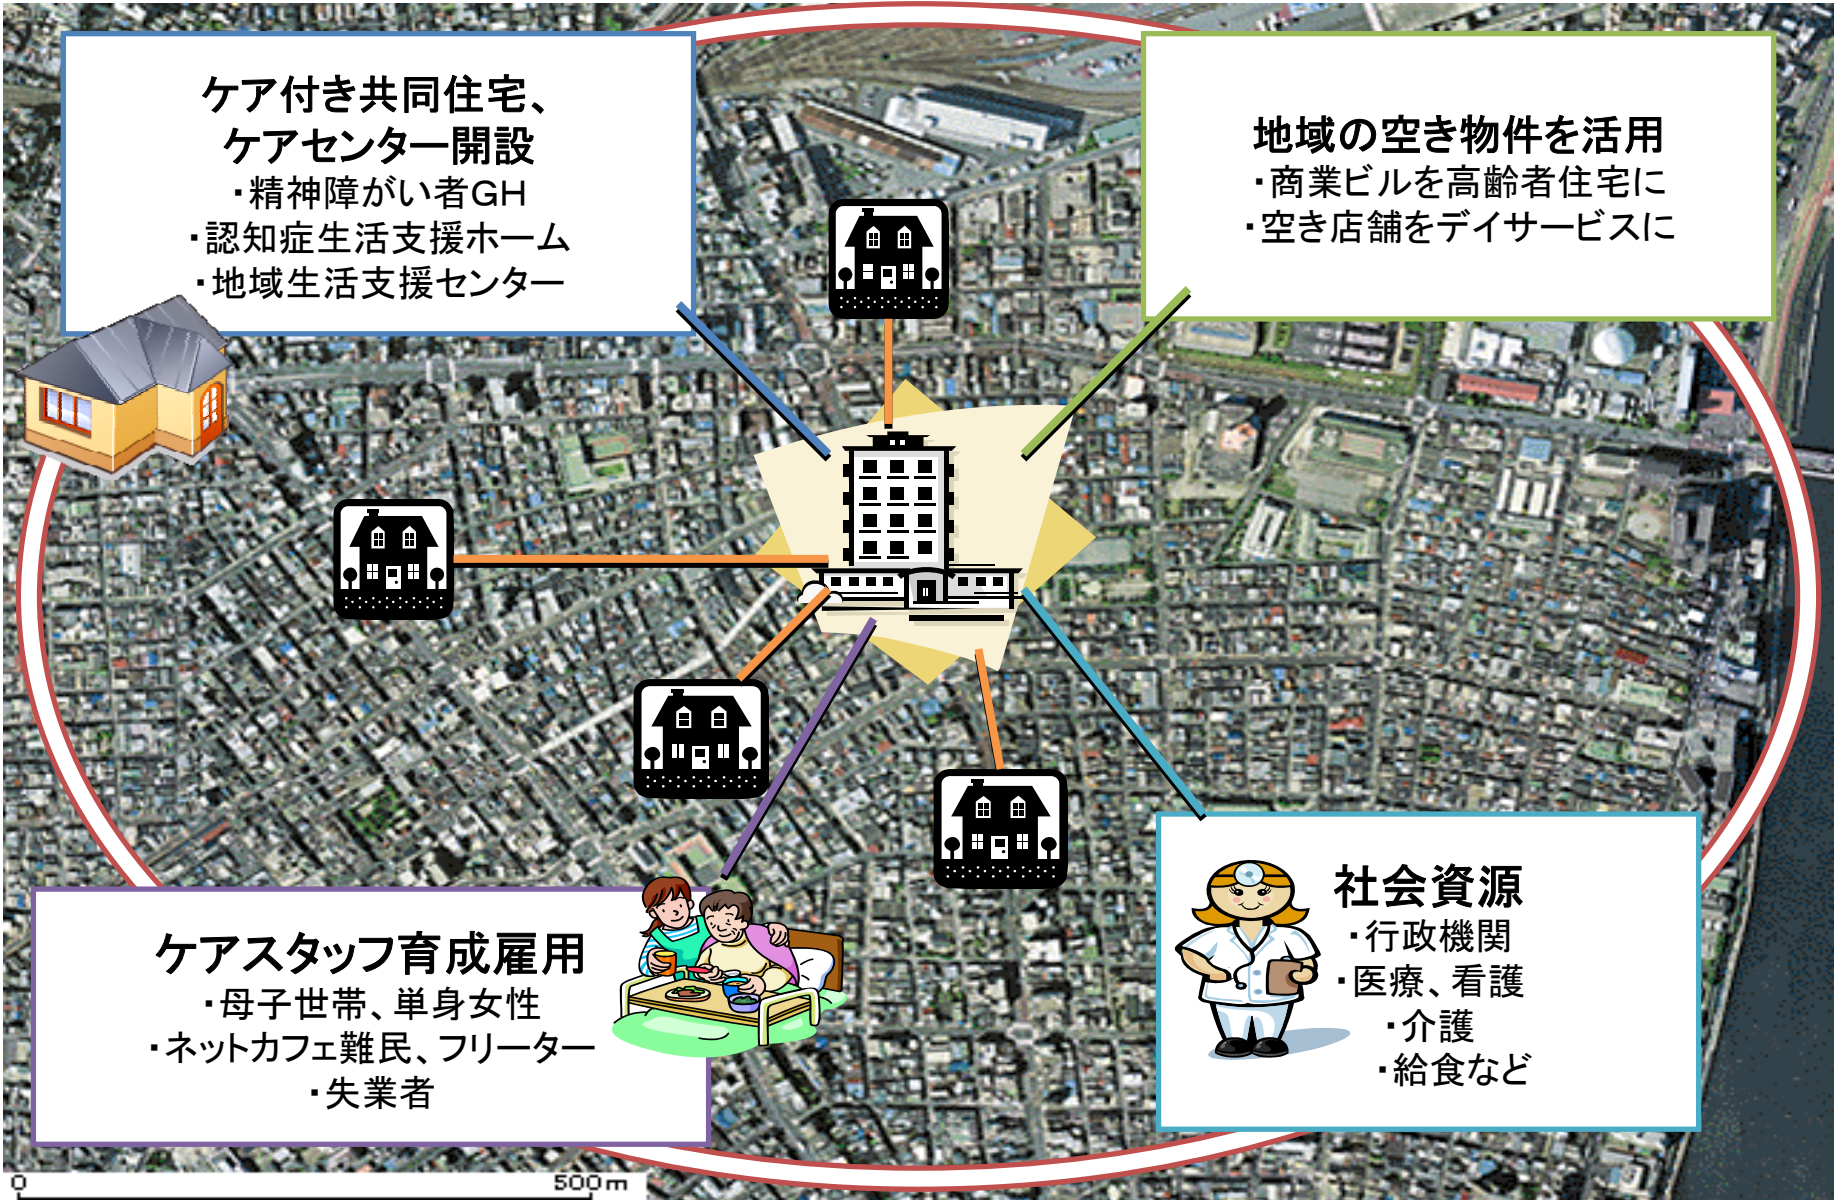 ケア付き共同住宅、
ケアセンター開設
・精神障がい者GH
・認知症生活支援ホーム
・地域生活支援センター
地域の空き物件を活用
・商業ビルを高齢者住宅に
・空き店舗をデイサービスに
ケアスタッフ育成雇用
・母子世帯、単身女性
・ネットカフェ難民、フリーター
・失業者
社会資源
・行政機関
・医療、看護
・介護
・給食など
0 500m